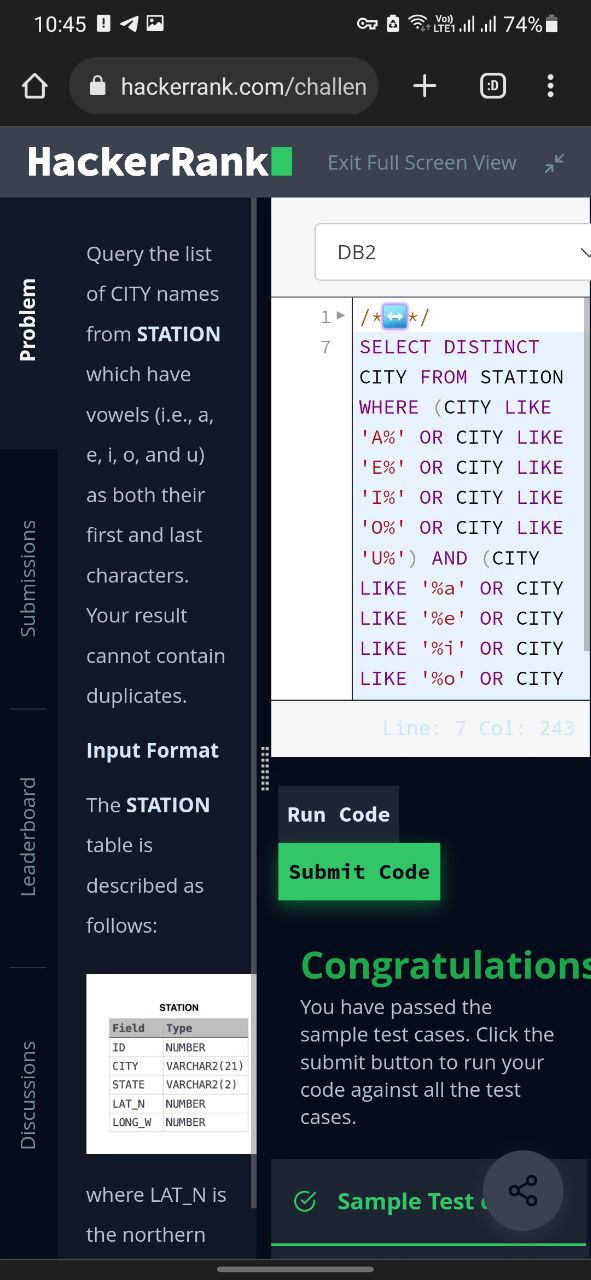 10:45
Vo))
LTE1
74%
hackerrank.com/challen
:D
HackerRank
Exit Full Screen View
Problem
Submissions
Leaderboard
Discussions
Query the list
of CITY names
from STATION
which have
vowels (i.e., a,
e, i, o, and u)
as both their
first and last
characters.
Your result
cannot contain
duplicates.
Input Format
The STATION
table is
described as
follows:
STATION
Field Type
ID NUMBER
CITY VARCHAR2(21)
STATE VARCHAR2(2)
LAT_N NUMBER
LONG_W NUMBER
where LAT_N is
the northern
DB2
1 /*↔*/
7 SELECT DISTINCT
CITY FROM STATION
WHERE (CITY LIKE
'A%' OR CITY LIKE
'E%' OR CITY LIKE
'I%' OR CITY LIKE
'O%' OR CITY LIKE
'U%') AND (CITY
LIKE '%a' OR CITY
LIKE '%e' OR CITY
LIKE '%i' OR CITY
LIKE '%o' OR CITY
Line: 7 Col: 243
Run Code
Submit Code
Congratulations
You have passed the
sample test cases. Click the
submit button to run your
code against all the test
cases.
Sample Test